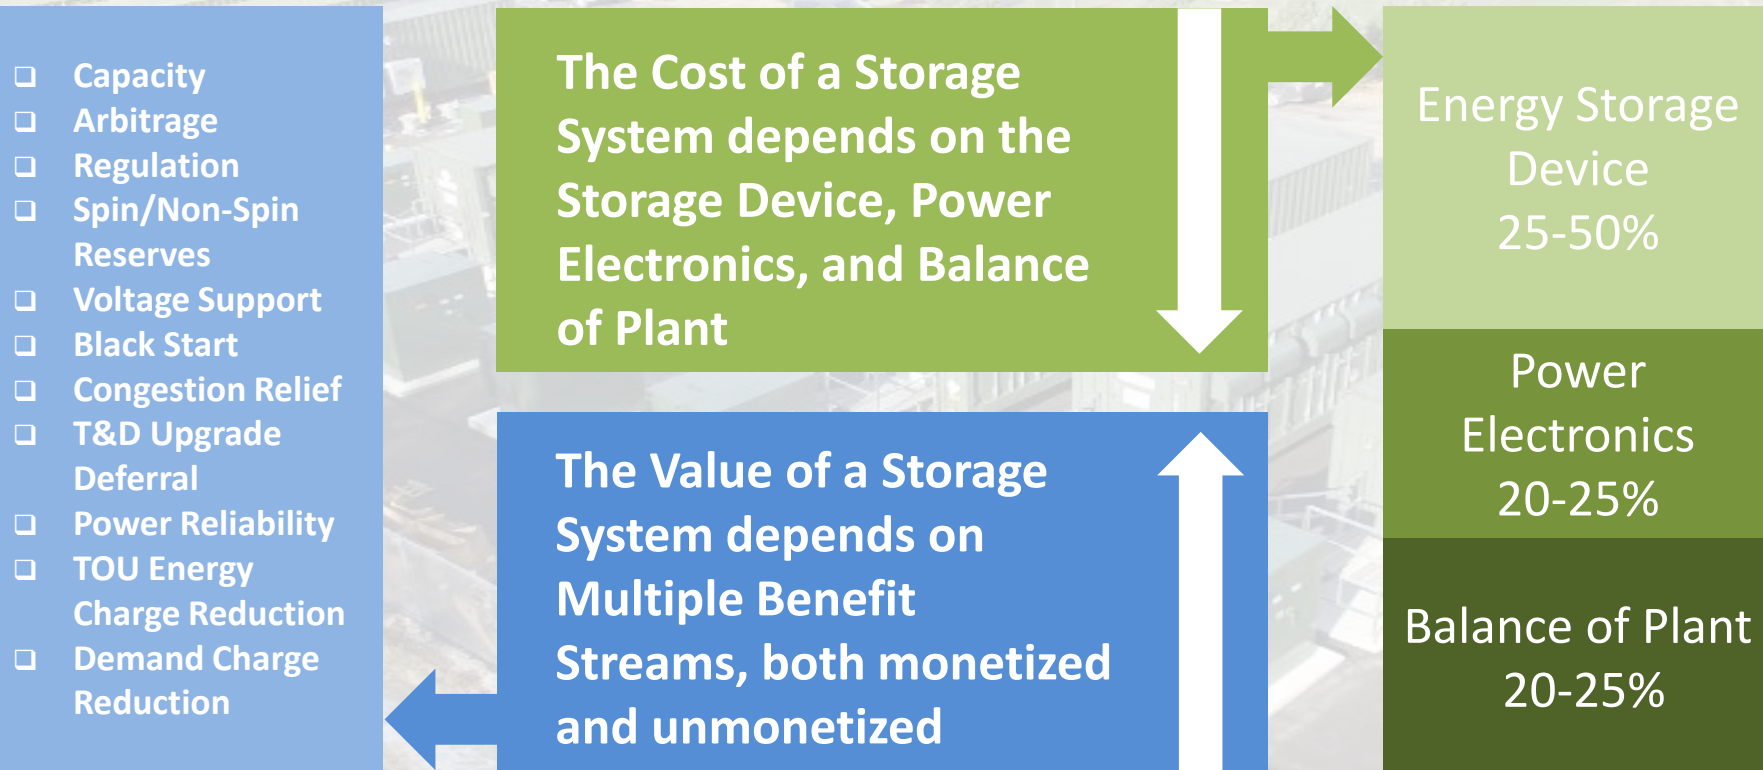 ❑ Capacity
❑ Arbitrage
❑ Regulation
❑ Spin/Non-Spin
Reserves
❑ Voltage Support
❑ Black Start
❑ Congestion Relief
❑ T&D Upgrade
Deferral
❑ Power Reliability
❑ TOU Energy
Charge Reduction
❑ Demand Charge
Reduction
The Cost of a Storage
System depends on the
Storage Device, Power
Electronics, and Balance
of Plant
The Value of a Storage
System depends on
Multiple Benefit
Streams, both monetized
and unmonetized
Energy Storage
Device
25-50%
Power
Electronics
20-25%
Balance of Plant
20-25%